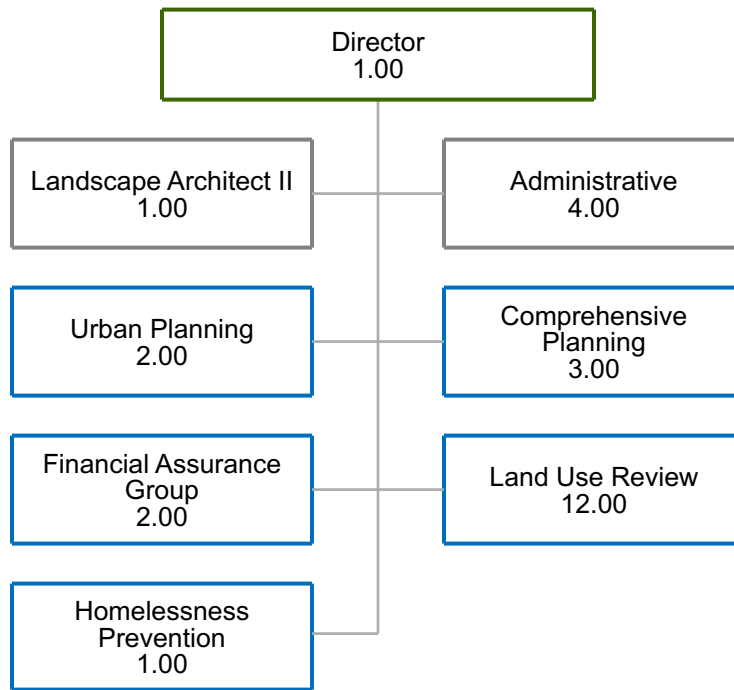 Director
1.00
Landscape Architect II
1.00
Administrative
4.00
Urban Planning
2.00
Comprehensive
Planning
3.00
Financial Assurance
Group
2.00
Land Use Review
12.00
Homelessness
Prevention
1.00